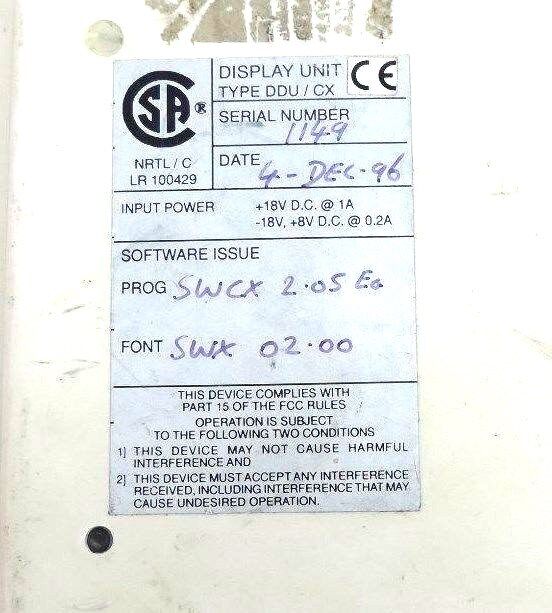 CSA®
NRTL / C
LR 100429
DISPLAY UNIT
TYPE DDU / CX
CE
SERIAL NUMBER
1149
DATE 4-DEC-96
INPUT POWER +18V D.C. @ 1A
-18V, +8V D.C. @ 0.2A
SOFTWARE ISSUE
PROG SWCX 2.05
FONT SWX 02.00
THIS DEVICE COMPLIES WITH
PART 15 OF THE FCC RULES
OPERATION IS SUBJECT
TO THE FOLLOWING TWO CONDITIONS
1] THIS DEVICE MAY NOT CAUSE HARMFUL
INTERFERENCE AND
2] THIS DEVICE MUST ACCEPT ANY INTERFERENCE
RECEIVED, INCLUDING INTERFERENCE THAT MAY
CAUSE UNDESIRED OPERATION.